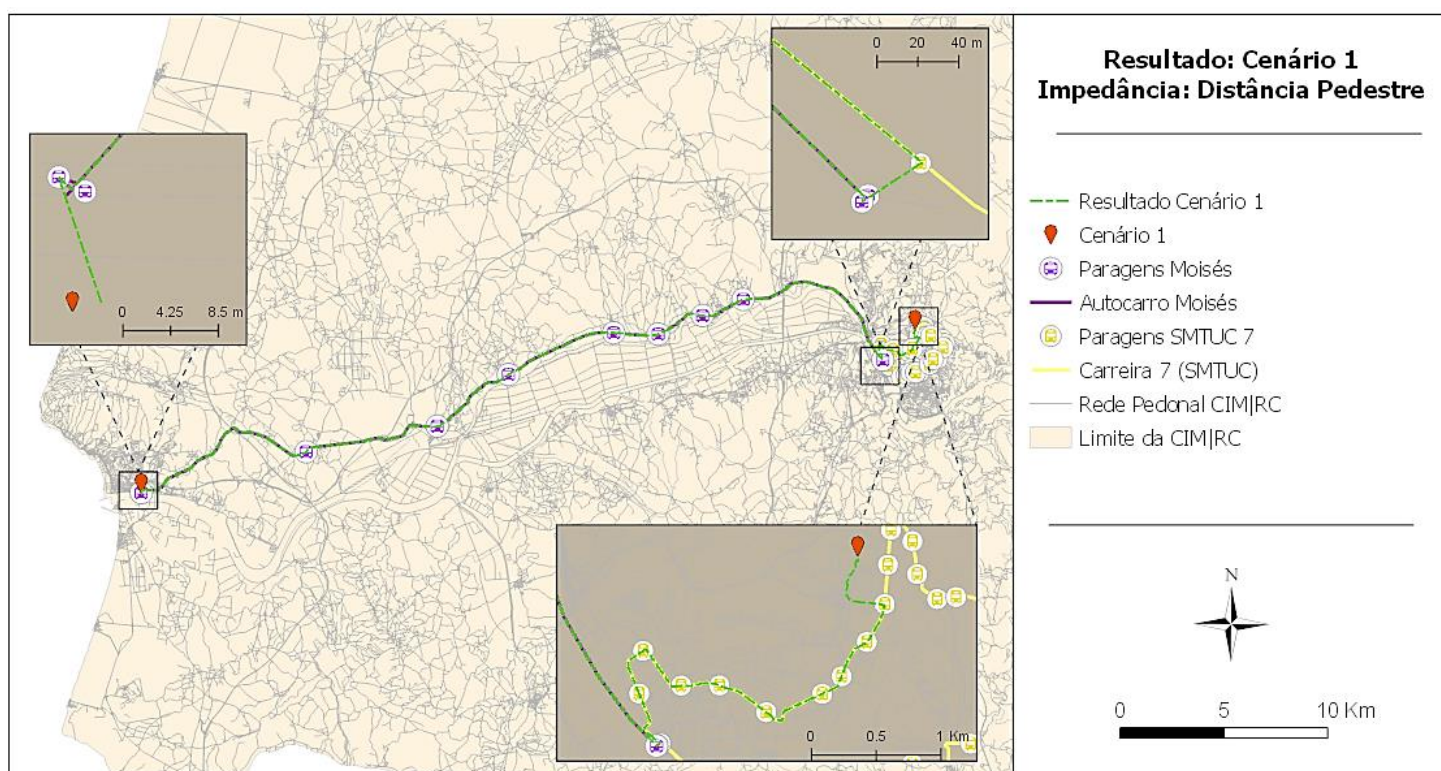 Resultado: Cenário 1
Impedância: Distância Pedestre
Resultado Cenário 1
Cenário 1
Paragens Moisés
Autocarro Moisés
Paragens SMTUC 7
Carreira 7 (SMTUC)
Rede Pedonal CIM|RC
Limite da CIM|RC
N
0 5 10 Km
0 20 40 m
0 4.25 8.5 m
0 0.5 1 Km